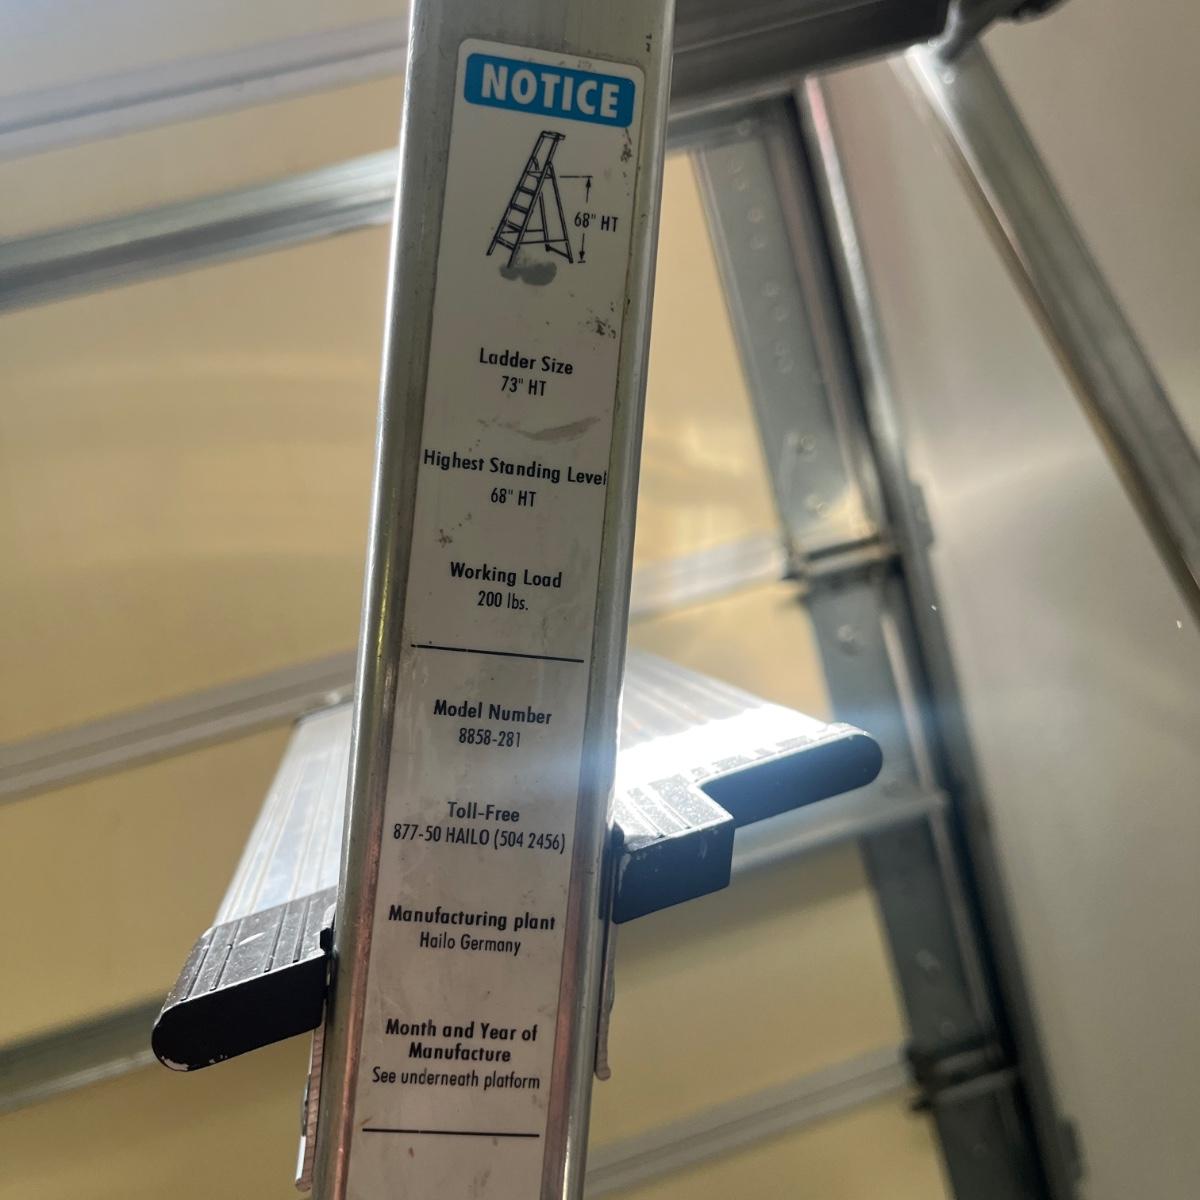 NOTICE
68" HT
Ladder Size
73" HT
Highest Standing Level
68" HT
Working Load
200 lbs.
Model Number
8858-281
Toll-Free
877-50 HAILO (504 2456)
Manufacturing plant
Hailo Germany
Month and Year of
Manufacture
See underneath platform